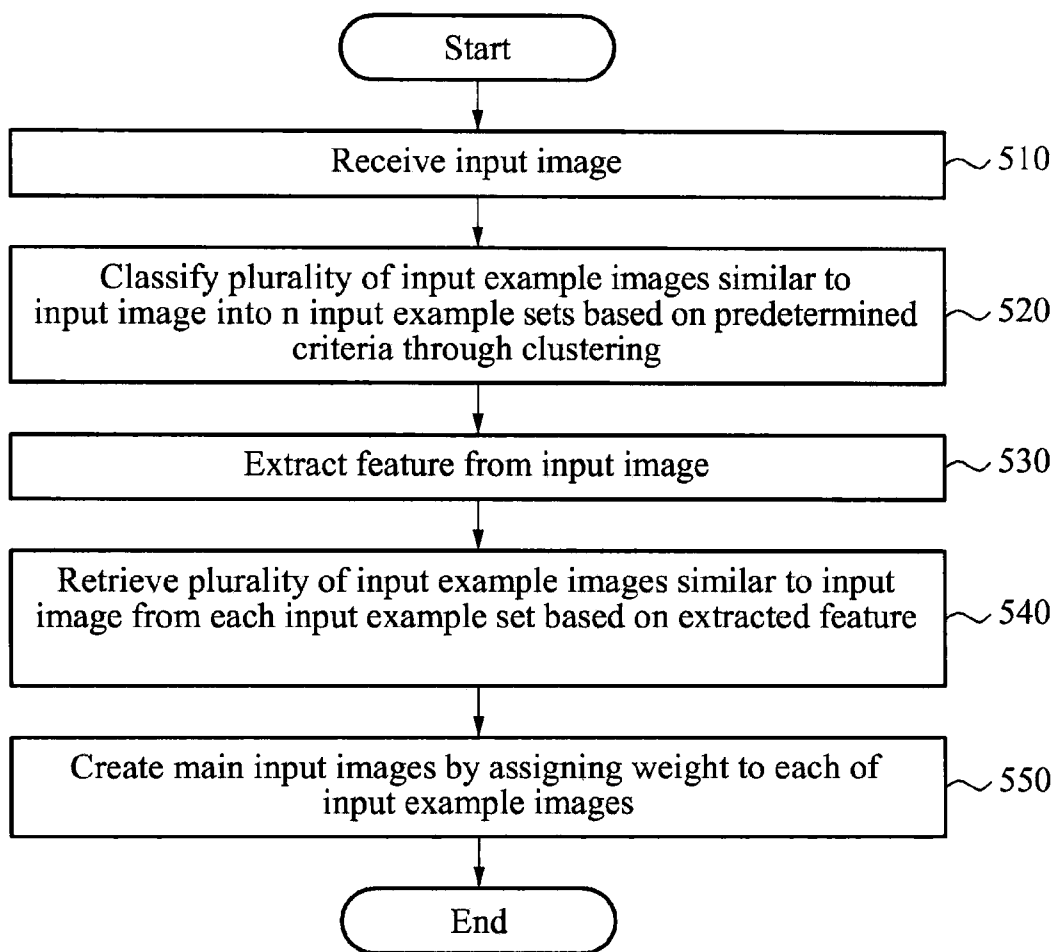 Start
Receive input image
510
Classify plurality of input example images similar to
input image into n input example sets based on predetermined
criteria through clustering
520
Extract feature from input image
530
Retrieve plurality of input example images similar to input
image from each input example set based on extracted feature
540
Create main input images by assigning weight to each of
input example images
550
End